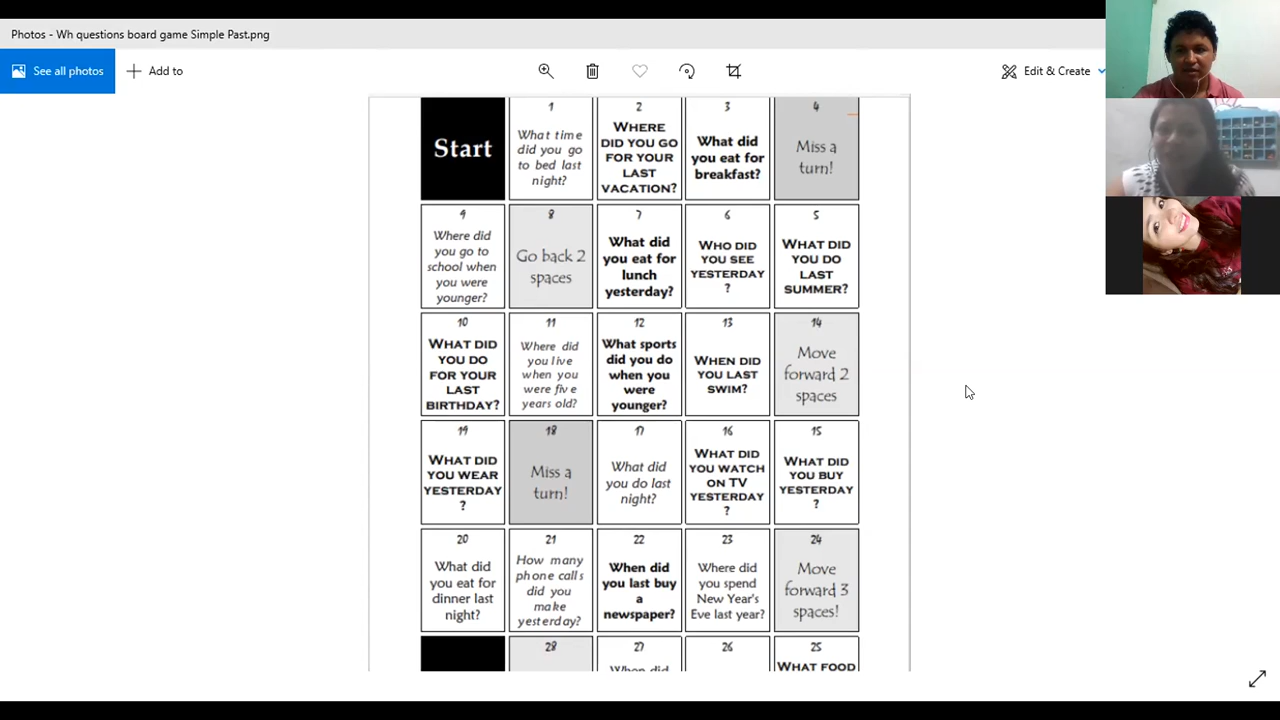 Photos - Wh questions board game Simple Past.png
See all photos
Add to
Edit & Create
Start
1
What time
did you go
to bed last
night?
2
WHERE
DID YOU GO
FOR YOUR
LAST
VACATION?
3
What did
you eat for
breakfast?
4
Miss a
turn!
9
Where did
you go to
school when
you were
younger?
8
Go back 2
spaces
7
What did
you eat for
lunch
yesterday?
6
WHO DID
YOU SEE
YESTERDAY
?
5
WHAT DID
YOU DO
LAST
SUMMER?
10
WHAT DID
YOU DO
FOR YOUR
LAST
BIRTHDAY?
11
Where did
you live
when you
were five
years old?
12
What sports
did you do
when you
were
younger?
13
WHEN DID
YOU LAST
SWIM?
14
Move
forward 2
spaces
19
WHAT DID
YOU WEAR
YESTERDAY
?
18
Miss a
turn!
17
What did
you do last
night?
16
WHAT DID
YOU WATCH
ON TV
YESTERDAY
?
15
WHAT DID
YOU BUY
YESTERDAY
?
20
What did
you eat for
dinner last
night?
21
How many
phone calls
did you
make
yesterday?
22
When did
you last buy
a
newspaper?
23
Where did
you spend
New Year's
Eve last year?
24
Move
forward 3
spaces!
28
27
When did
26
25
WHAT FOOD